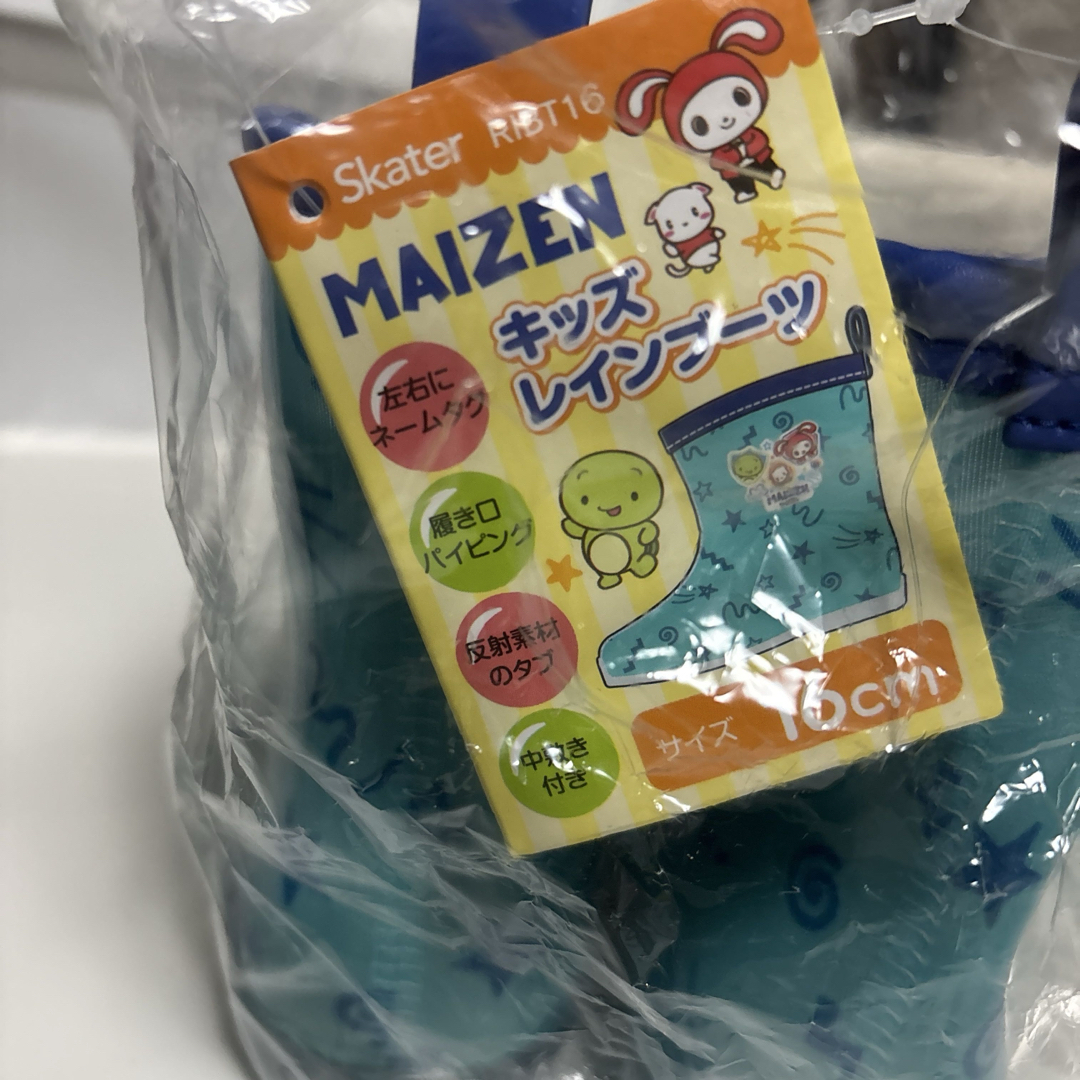 Skater RIBT16
MAIZEN
キッズ
レインブーツ
左右に
ネームタグ
履き口
パイピング
反射素材
のタブ
中敷き
付き
MAIZEN
サイズ 16cm